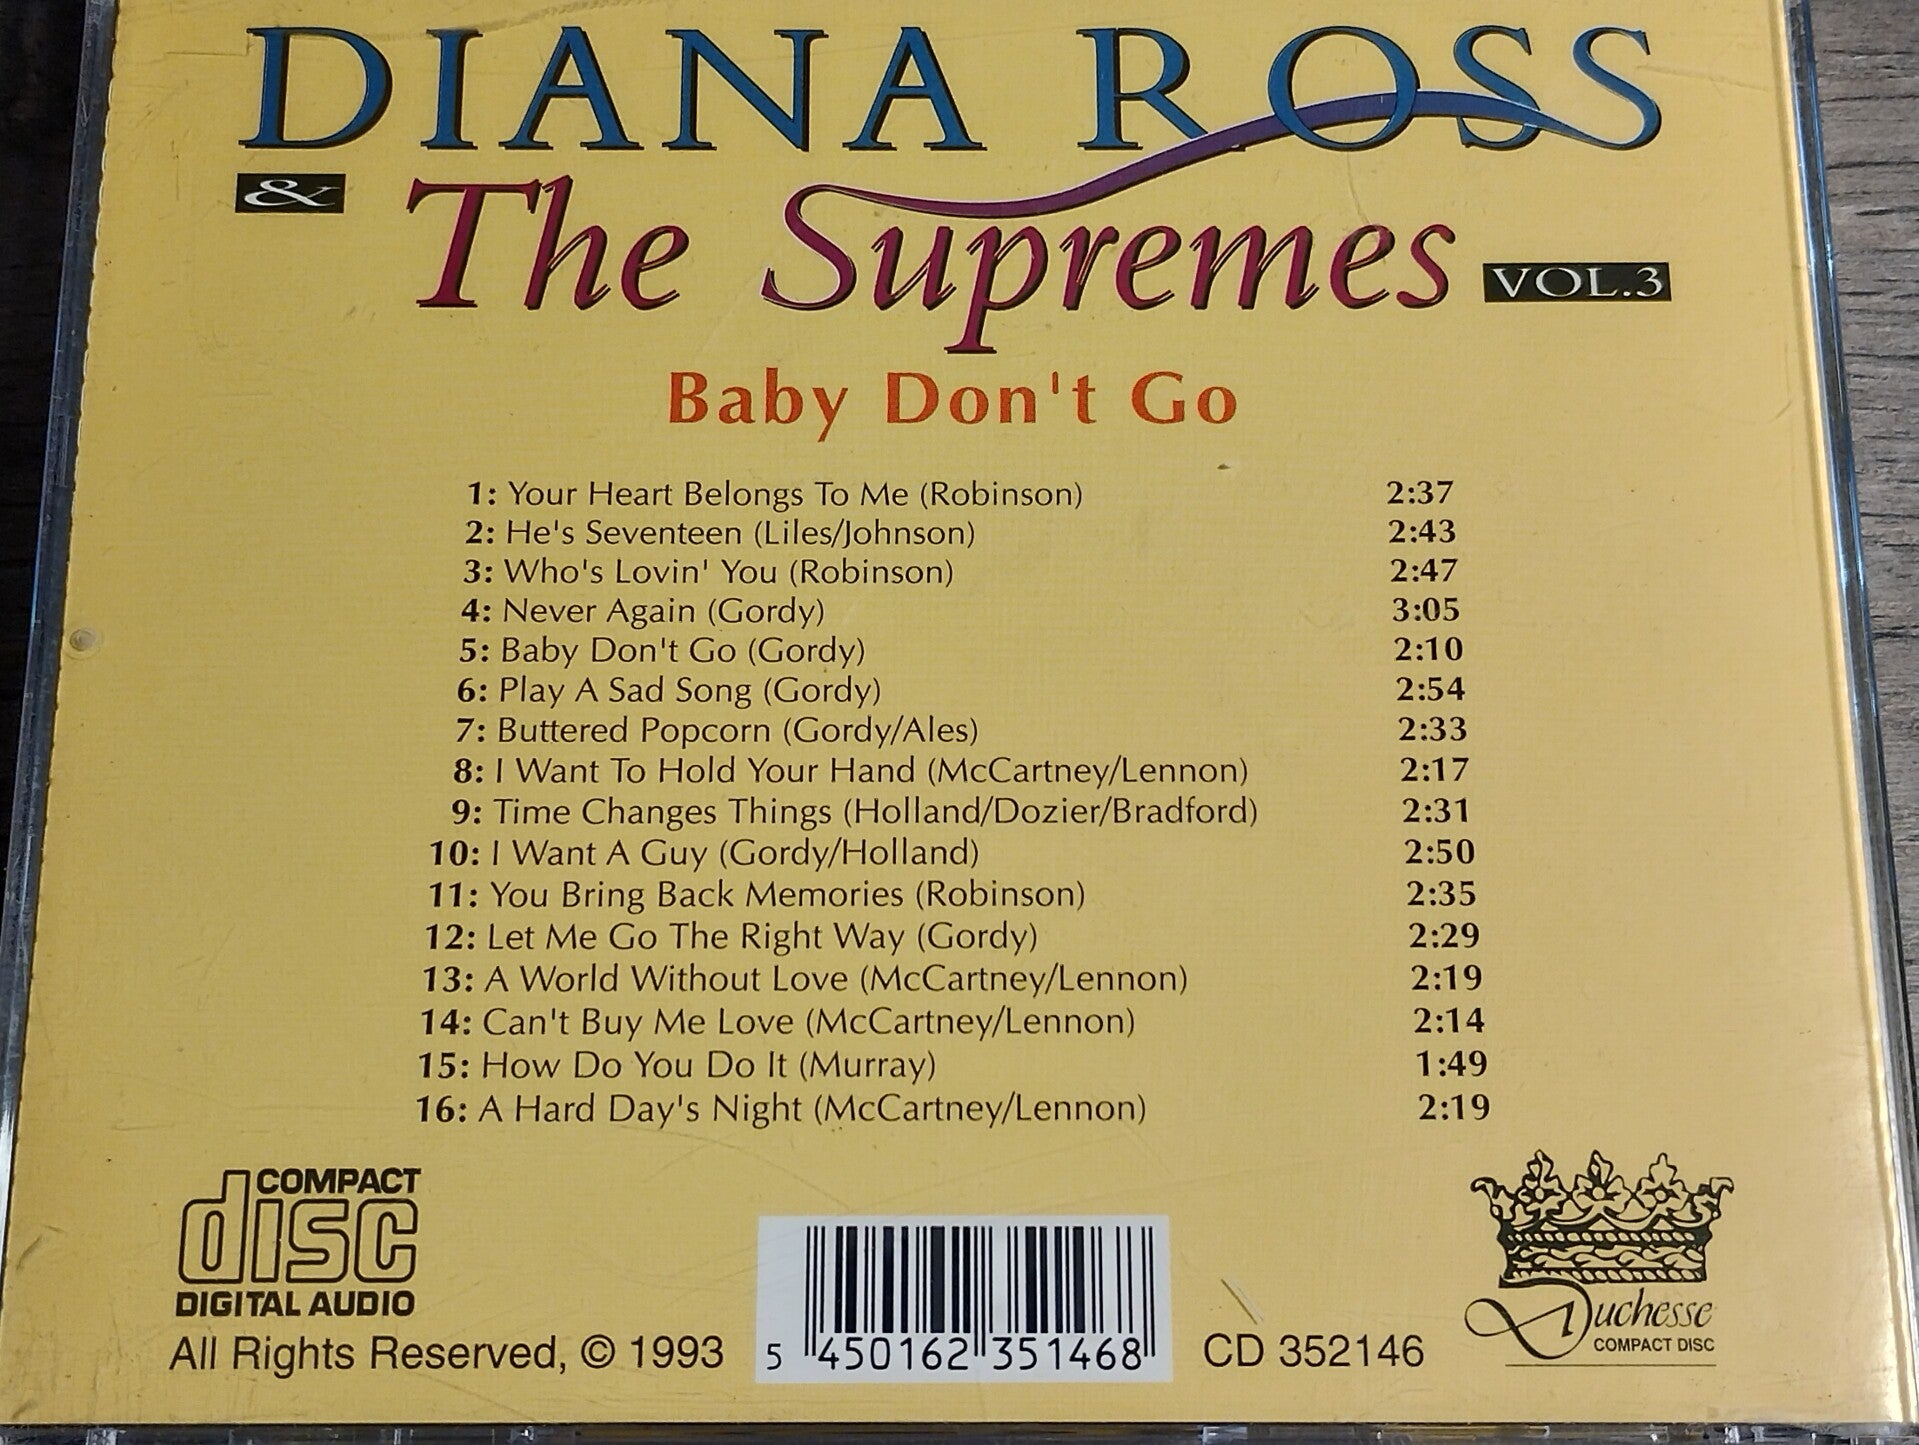 DIANA ROSS
& The Supremes VOL.3
Baby Don't Go
1: Your Heart Belongs To Me (Robinson) 2:37
2: He's Seventeen (Liles/Johnson) 2:43
3: Who's Lovin' You (Robinson) 2:47
4: Never Again (Gordy) 3:05
5: Baby Don't Go (Gordy) 2:10
6: Play A Sad Song (Gordy) 2:54
7: Buttered Popcorn (Gordy/Ales) 2:33
8: I Want To Hold Your Hand (McCartney/Lennon) 2:17
9: Time Changes Things (Holland/Dozier/Bradford) 2:31
10: I Want A Guy (Gordy/Holland) 2:50
11: You Bring Back Memories (Robinson) 2:35
12: Let Me Go The Right Way (Gordy) 2:29
13: A World Without Love (McCartney/Lennon) 2:19
14: Can't Buy Me Love (McCartney/Lennon) 2:14
15: How Do You Do It (Murray) 1:49
16: A Hard Day's Night (McCartney/Lennon) 2:19
COMPACT
disc
DIGITAL AUDIO
All Rights Reserved, © 1993
5 450162 351468
CD 352146
Duchesse
COMPACT DISC